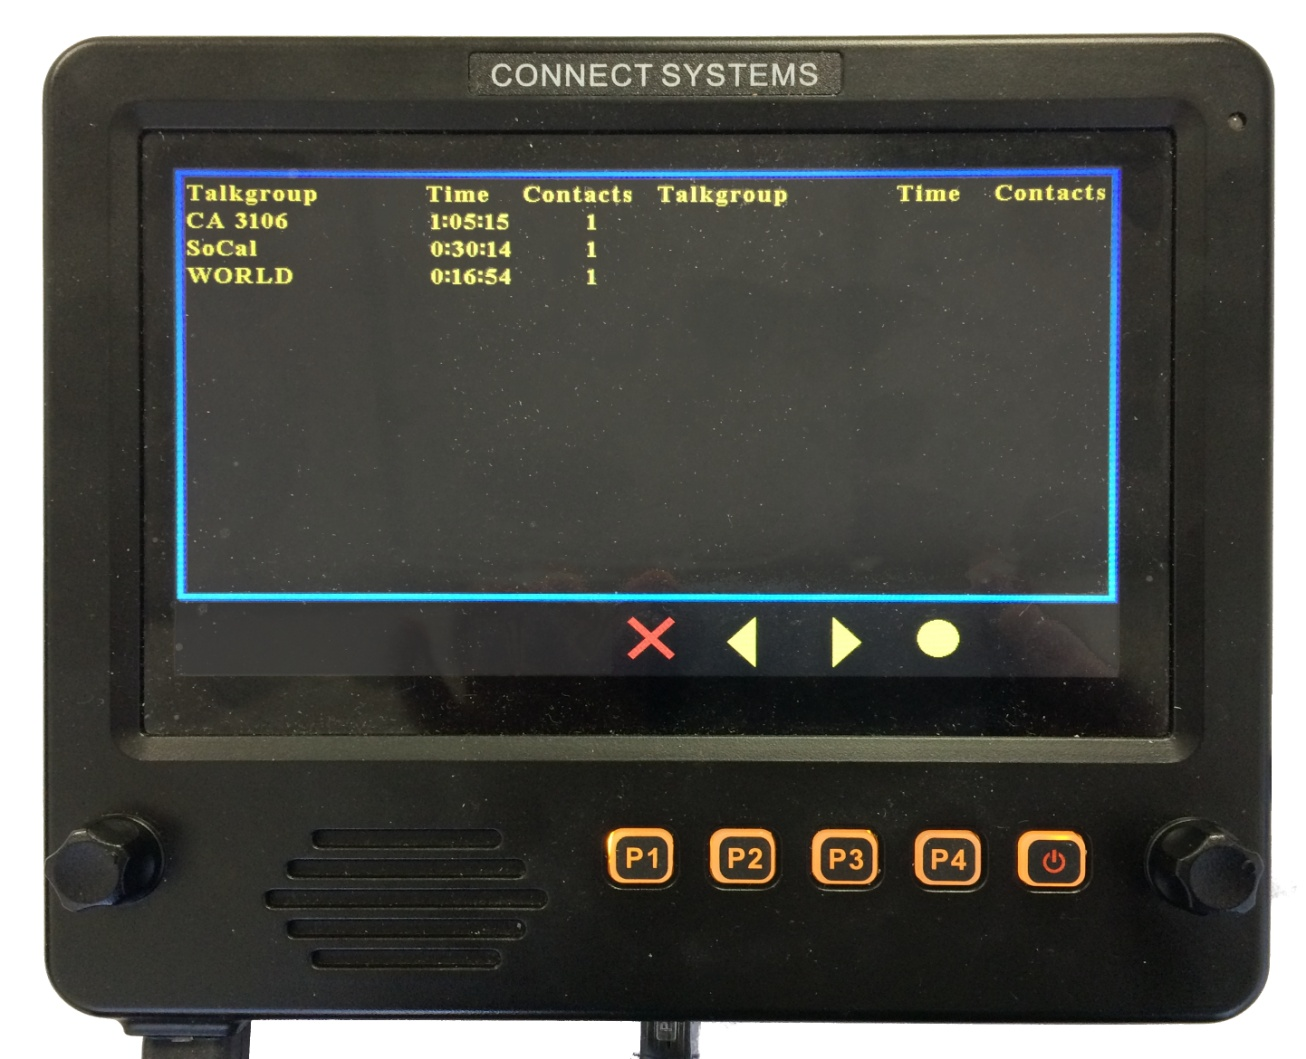 CONNECT SYSTEMS
Talkgroup Time Contacts Talkgroup Time Contacts
CA 3106 1:05:15 1
SoCal 0:30:14 1
WORLD 0:16:54 1
P1 P2 P3 P4